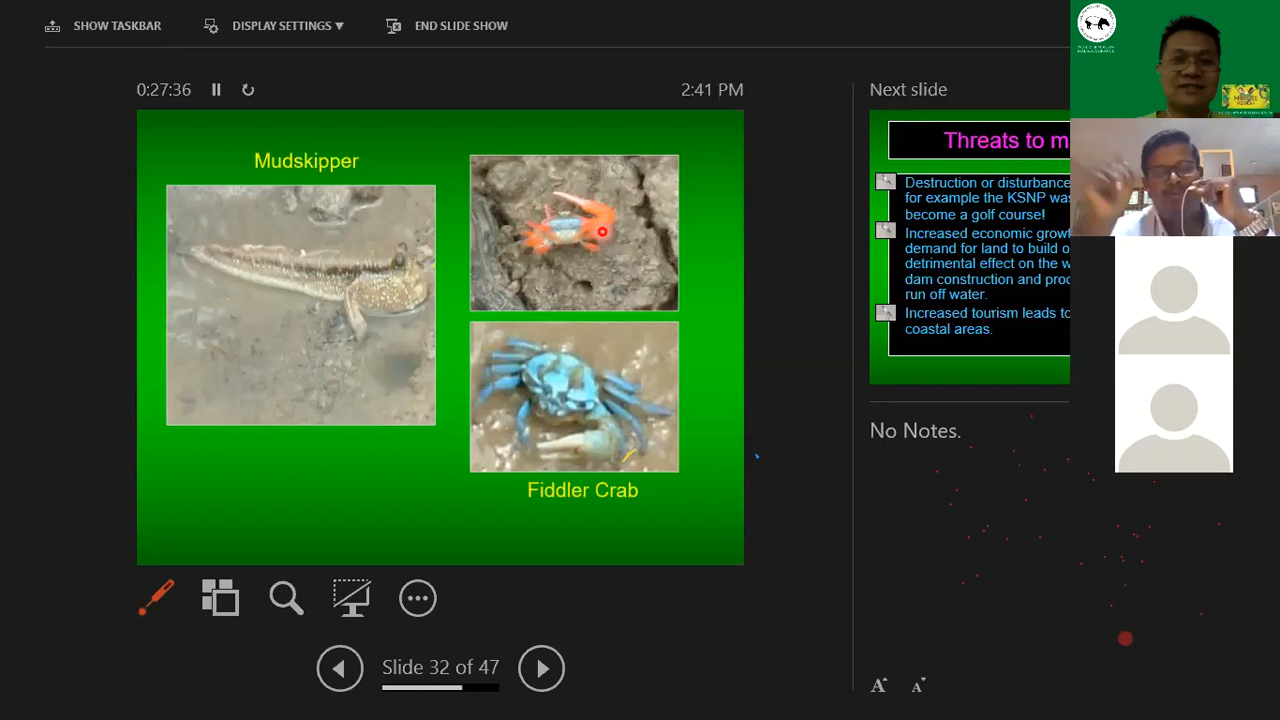 SHOW TASKBAR
DISPLAY SETTINGS
END SLIDE SHOW
0:27:36
2:41 PM
Next slide
Mudskipper
Fiddler Crab
Threats to m
Destruction or disturbance
for example the KSNP was
become a golf course!
Increased economic grow
demand for land to build o
detrimental effect on the w
dam construction and proc
run off water.
Increased tourism leads to
coastal areas.
No Notes.
Slide 32 of 47
A
A